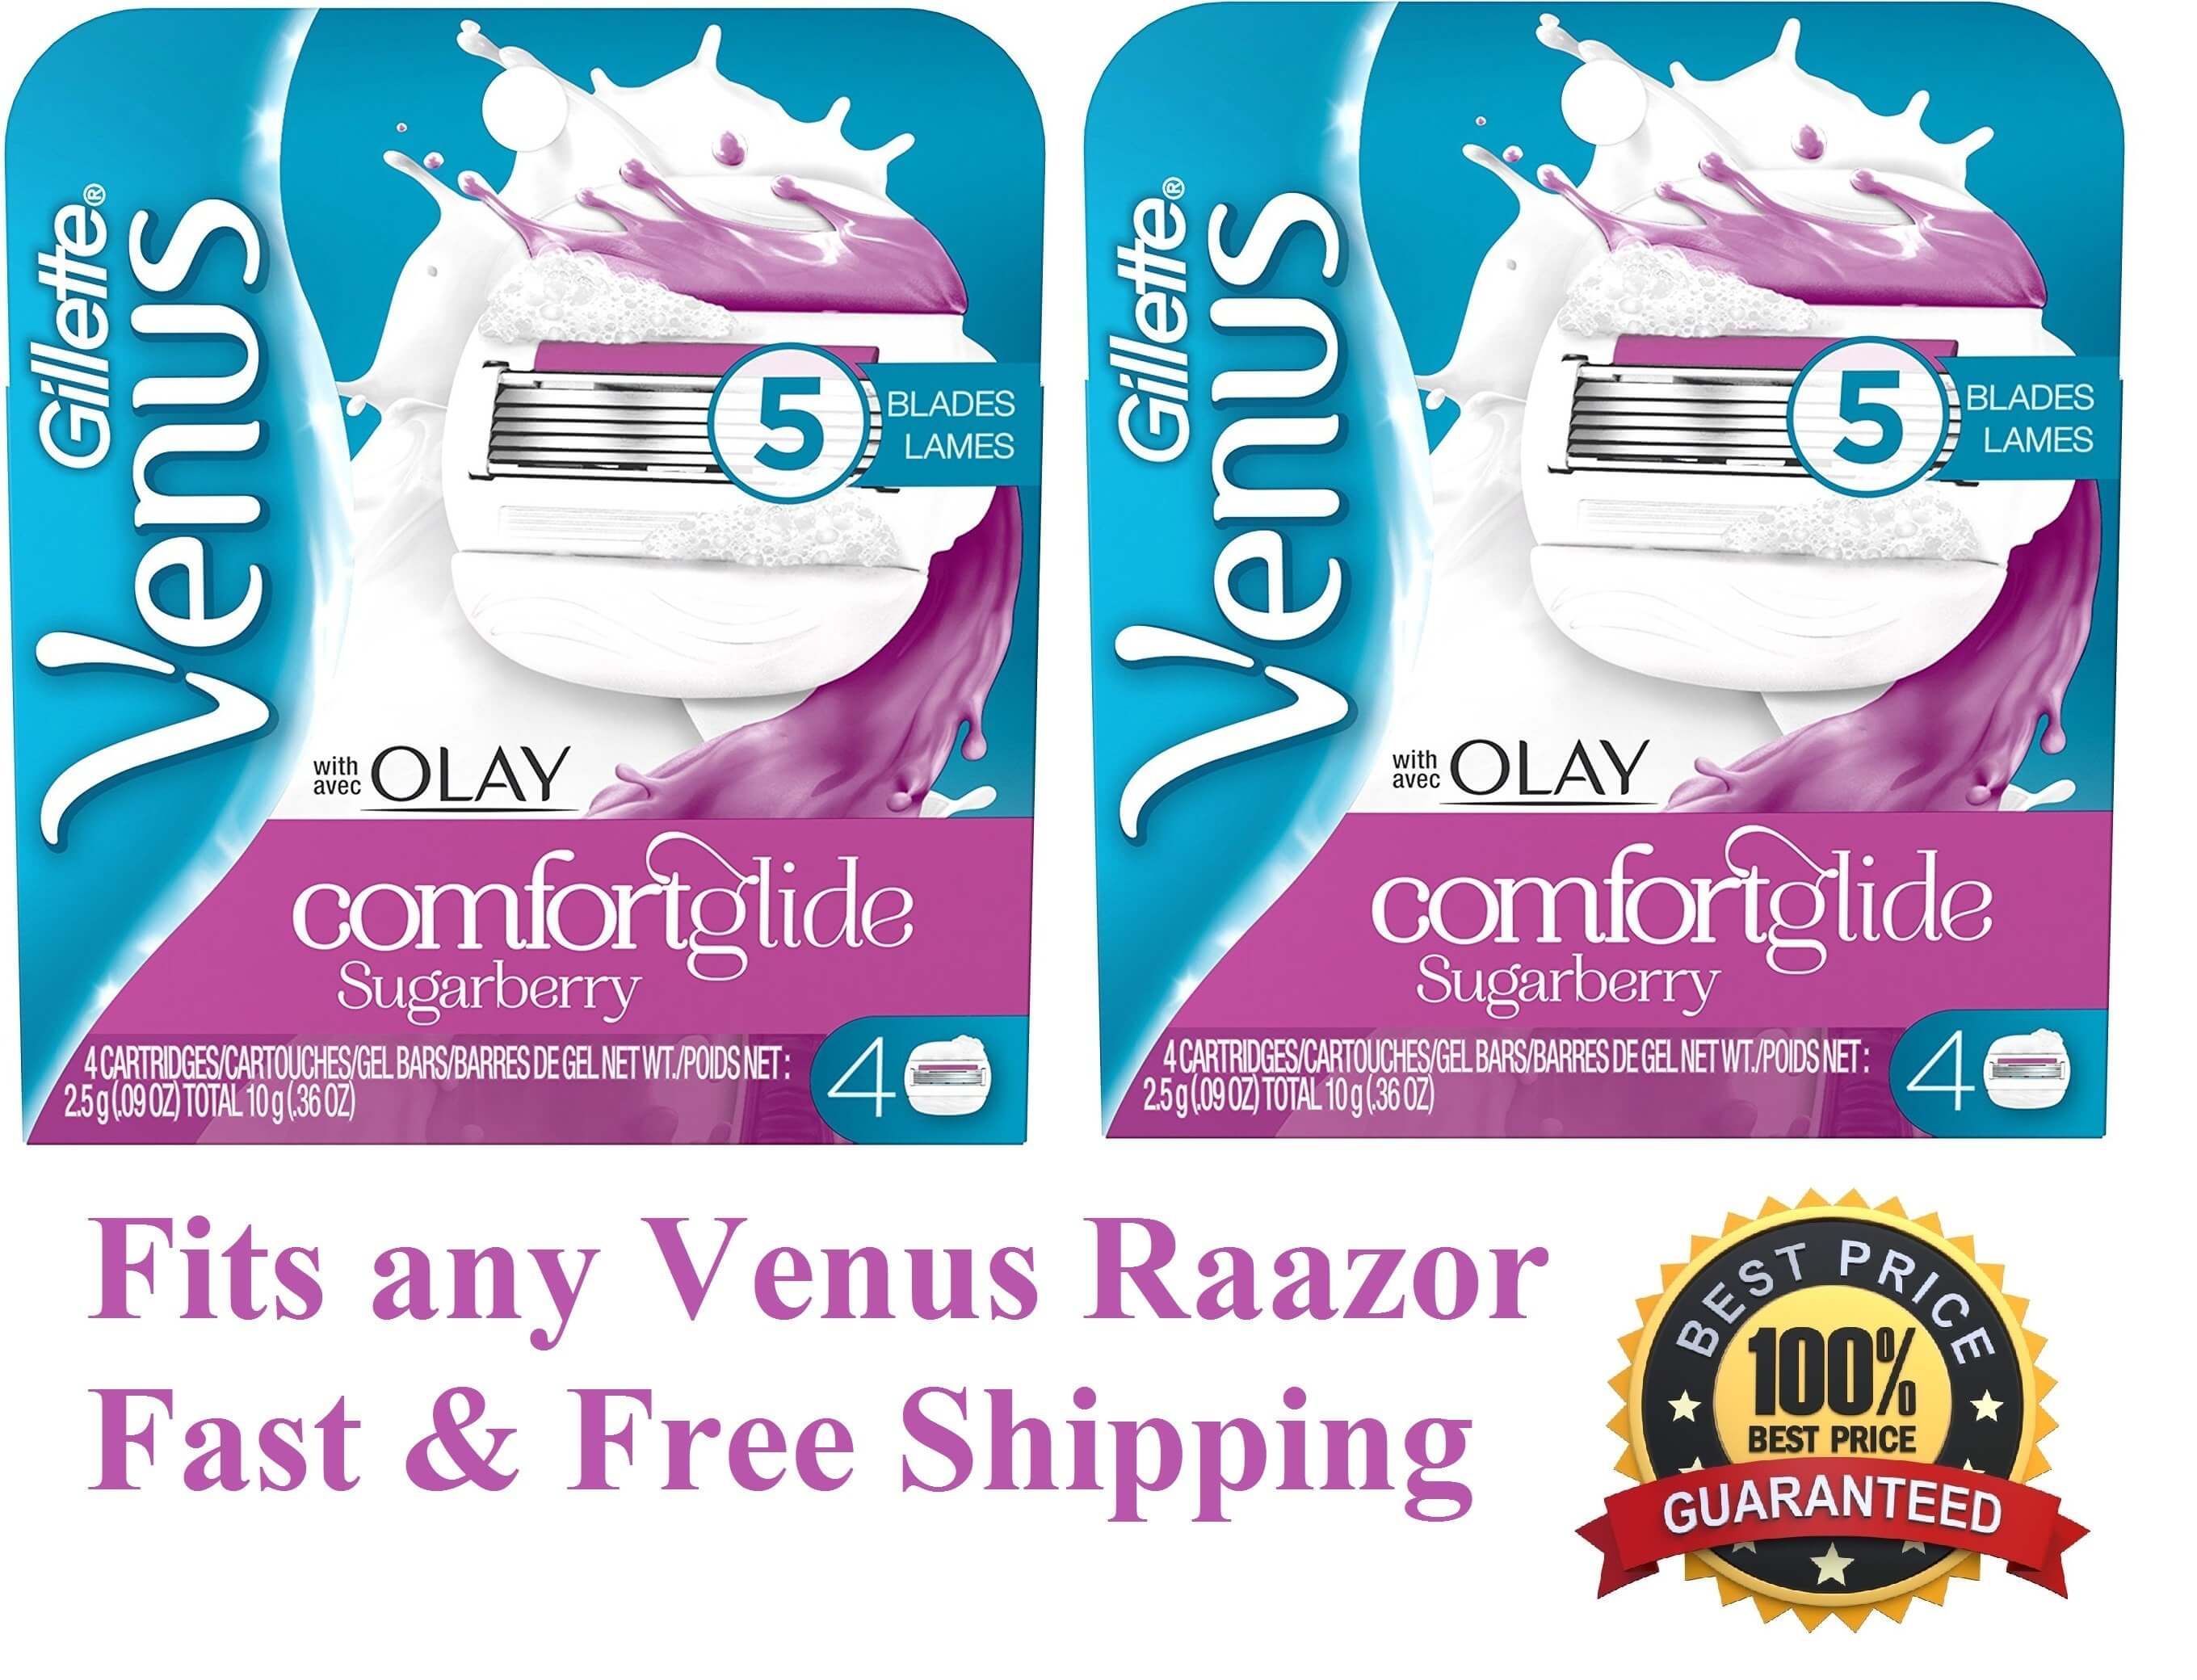 Gillette®
Venus
5
BLADES
LAMES
with
avec
OLAY
comfortglide
Sugarberry
4 CARTRIDGES/CARTOUCHES/GEL BARS/BARRES DE GEL NET WT./POIDS NET :
2.5 g (.09 OZ) TOTAL 10 g (.36 OZ)
4
Gillette®
Venus
5
BLADES
LAMES
with
avec
OLAY
comfortglide
Sugarberry
4 CARTRIDGES/CARTOUCHES/GEL BARS/BARRES DE GEL NET WT./POIDS NET :
2.5 g (.09 OZ) TOTAL 10 g (.36 OZ)
4
Fits any Venus Raazor
Fast & Free Shipping
BEST PRICE
100%
BEST PRICE
GUARANTEED